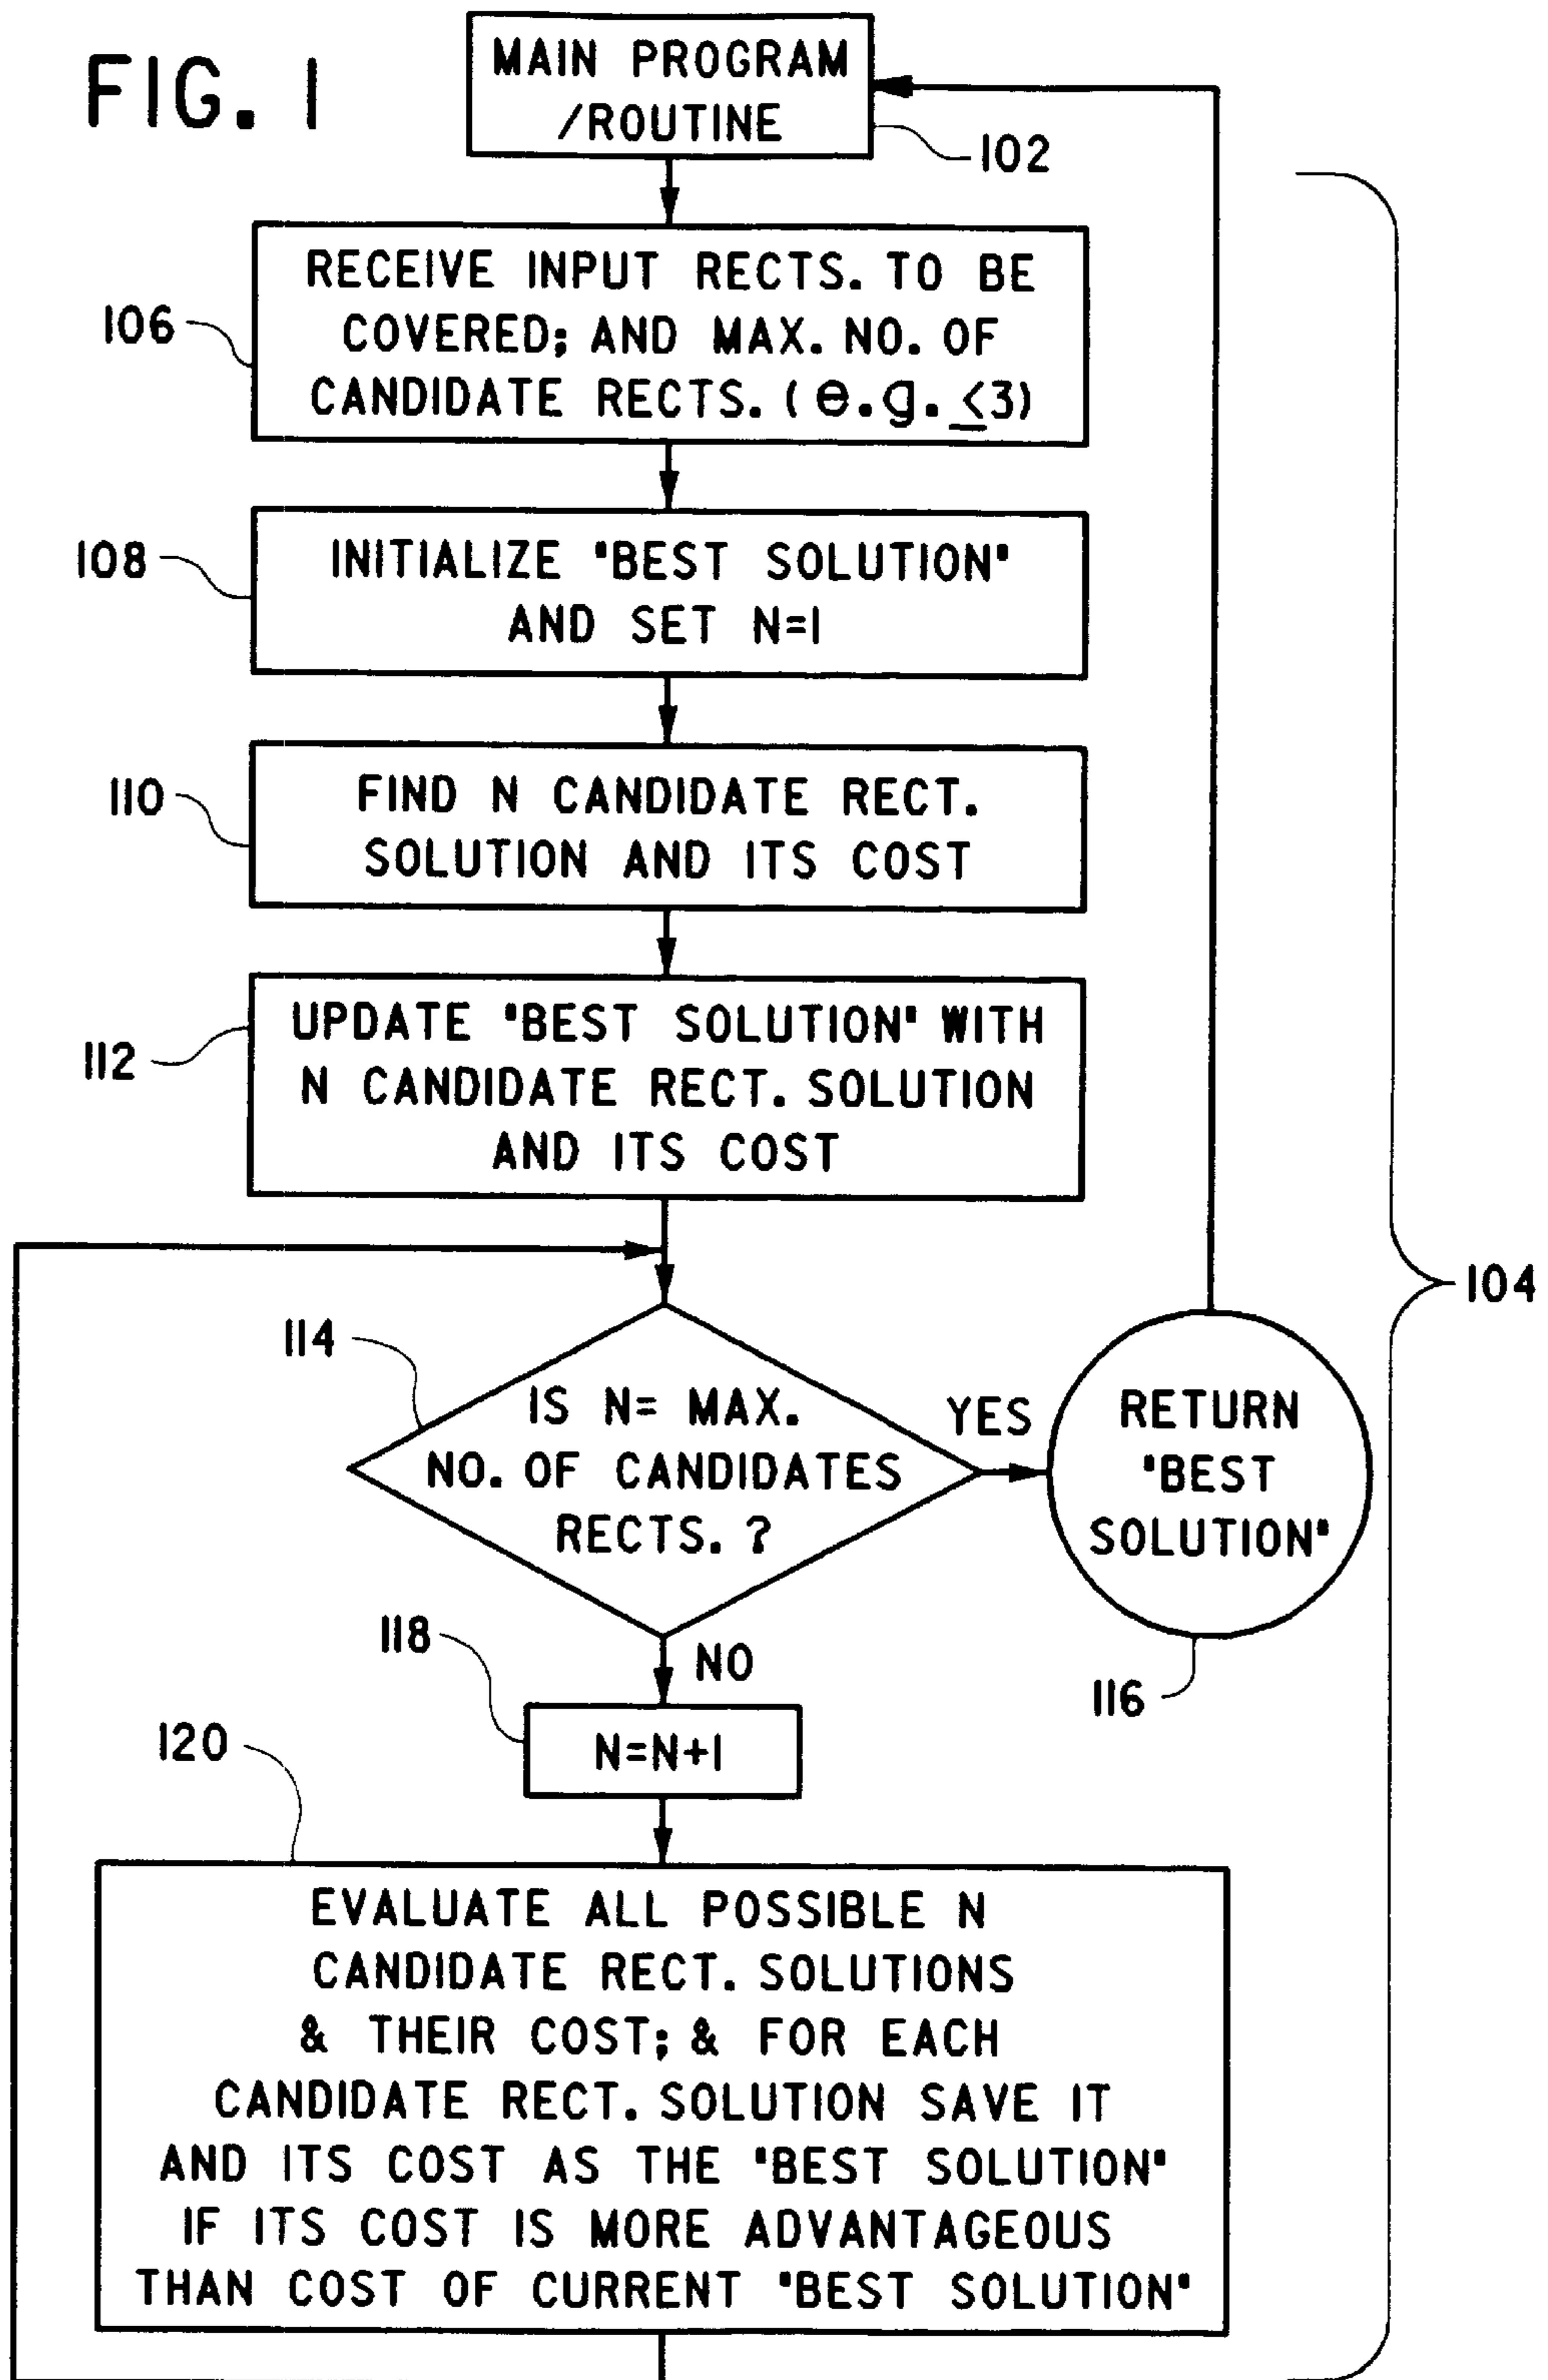 FIG. 1
MAIN PROGRAM
/ROUTINE
102
RECEIVE INPUT RECTS. TO BE
COVERED; AND MAX. NO. OF
CANDIDATE RECTS. (e.g. ≤3)
106
INITIALIZE "BEST SOLUTION"
AND SET N=1
108
FIND N CANDIDATE RECT.
SOLUTION AND ITS COST
110
UPDATE "BEST SOLUTION" WITH
N CANDIDATE RECT. SOLUTION
AND ITS COST
112
104
114
IS N= MAX.
NO. OF CANDIDATES
RECTS. ?
YES
RETURN
"BEST
SOLUTION"
116
NO
118
N=N+1
120
EVALUATE ALL POSSIBLE N
CANDIDATE RECT. SOLUTIONS
& THEIR COST; & FOR EACH
CANDIDATE RECT. SOLUTION SAVE IT
AND ITS COST AS THE "BEST SOLUTION"
IF ITS COST IS MORE ADVANTAGEOUS
THAN COST OF CURRENT "BEST SOLUTION"